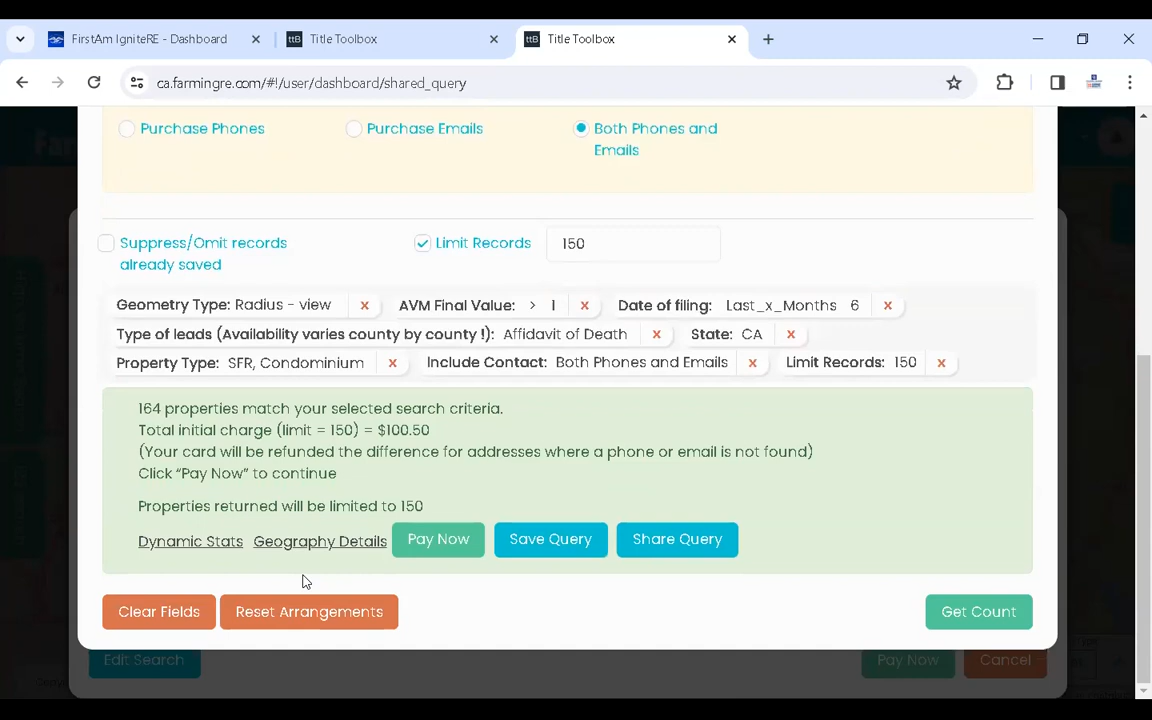 FirstAm IgniteRE - Dashboard
ttB Title Toolbox
ttB Title Toolbox
ca.farmingre.com/#!/user/dashboard/shared_query
Purchase Phones
Purchase Emails
Both Phones and
Emails
Suppress/Omit records
already saved
Limit Records 150
Geometry Type: Radius - view x AVM Final Value: > 1 x Date of filing: Last_x_Months 6 x
Type of leads (Availability varies county by county !): Affidavit of Death x State: CA x
Property Type: SFR, Condominium x Include Contact: Both Phones and Emails x Limit Records: 150 x
164 properties match your selected search criteria.
Total initial charge (limit = 150) = $100.50
(Your card will be refunded the difference for addresses where a phone or email is not found)
Click “Pay Now” to continue
Properties returned will be limited to 150
Dynamic Stats Geography Details Pay Now Save Query Share Query
Clear Fields Reset Arrangements Get Count
Edit Search Pay Now Cancel